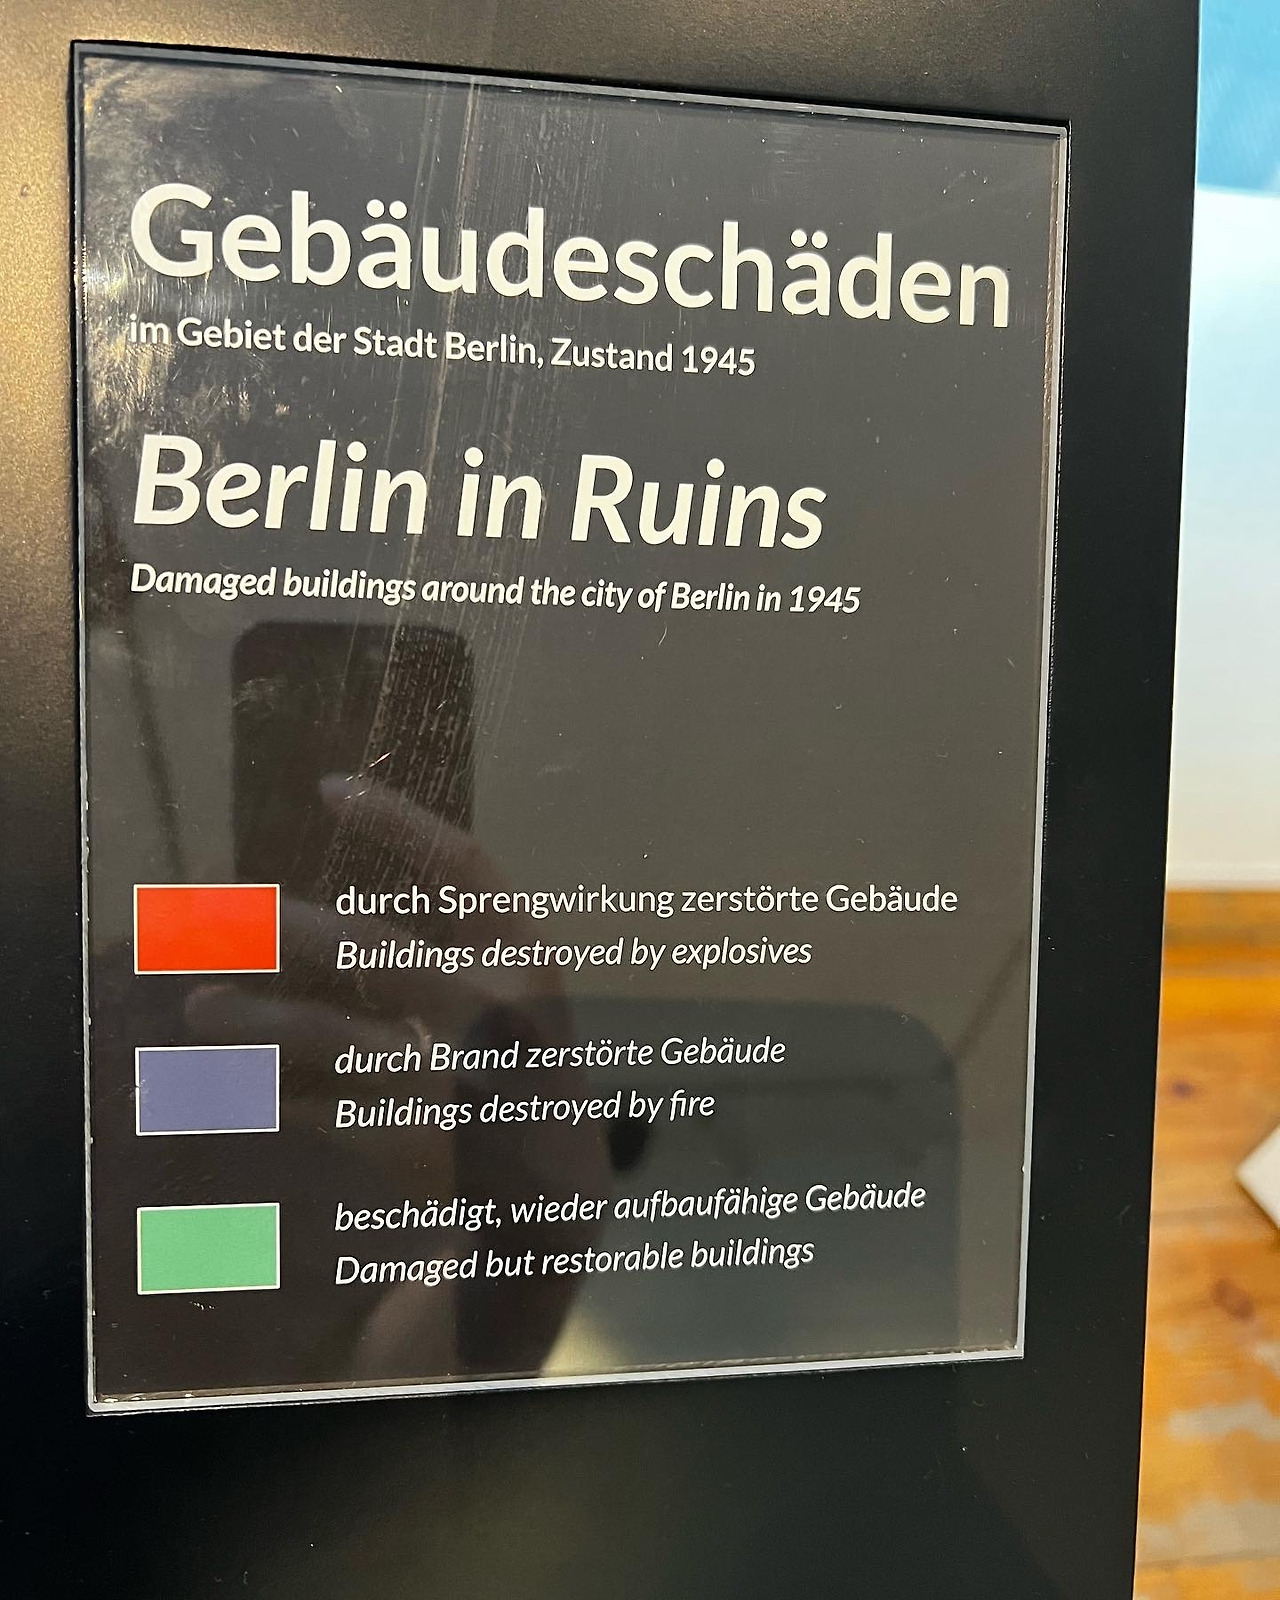 Gebäudeschäden
im Gebiet der Stadt Berlin, Zustand 1945
Berlin in Ruins
Damaged buildings around the city of Berlin in 1945
durch Sprengwirkung zerstörte Gebäude
Buildings destroyed by explosives
durch Brand zerstörte Gebäude
Buildings destroyed by fire
beschädigt, wieder aufbaufähige Gebäude
Damaged but restorable buildings